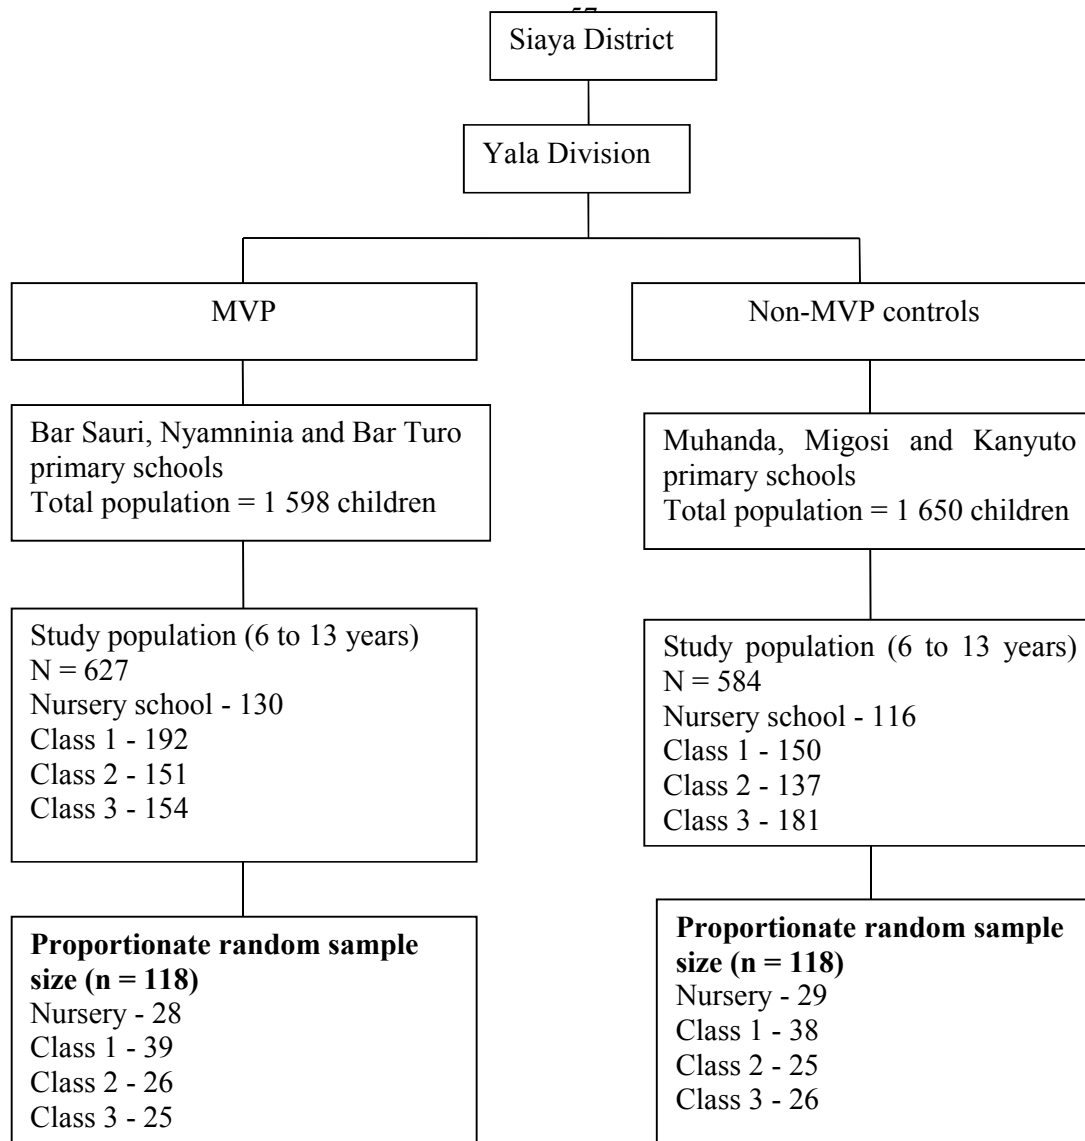 Siaya District
Yala Division
MVP
Non-MVP controls
Bar Sauri, Nyamninia and Bar Turo
primary schools
Total population = 1 598 children
Muhanda, Migosi and Kanyuto
primary schools
Total population = 1 650 children
Study population (6 to 13 years)
N = 627
Nursery school - 130
Class 1 - 192
Class 2 - 151
Class 3 - 154
Study population (6 to 13 years)
N = 584
Nursery school - 116
Class 1 - 150
Class 2 - 137
Class 3 - 181
Proportionate random sample
size (n = 118)
Nursery - 28
Class 1 - 39
Class 2 - 26
Class 3 - 25
Proportionate random sample
size (n = 118)
Nursery - 29
Class 1 - 38
Class 2 - 25
Class 3 - 26